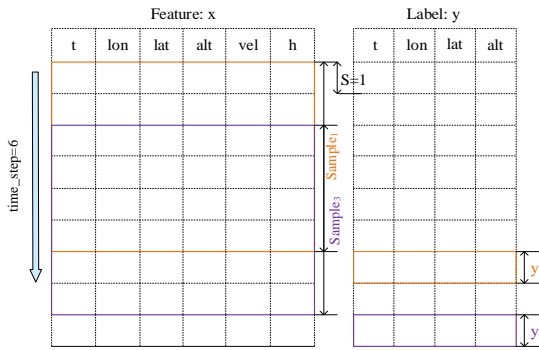 Feature: x
Label: y
t lon lat alt vel h
t lon lat alt
S=1
time_step=6
Sample₁
Sample₃
y
y